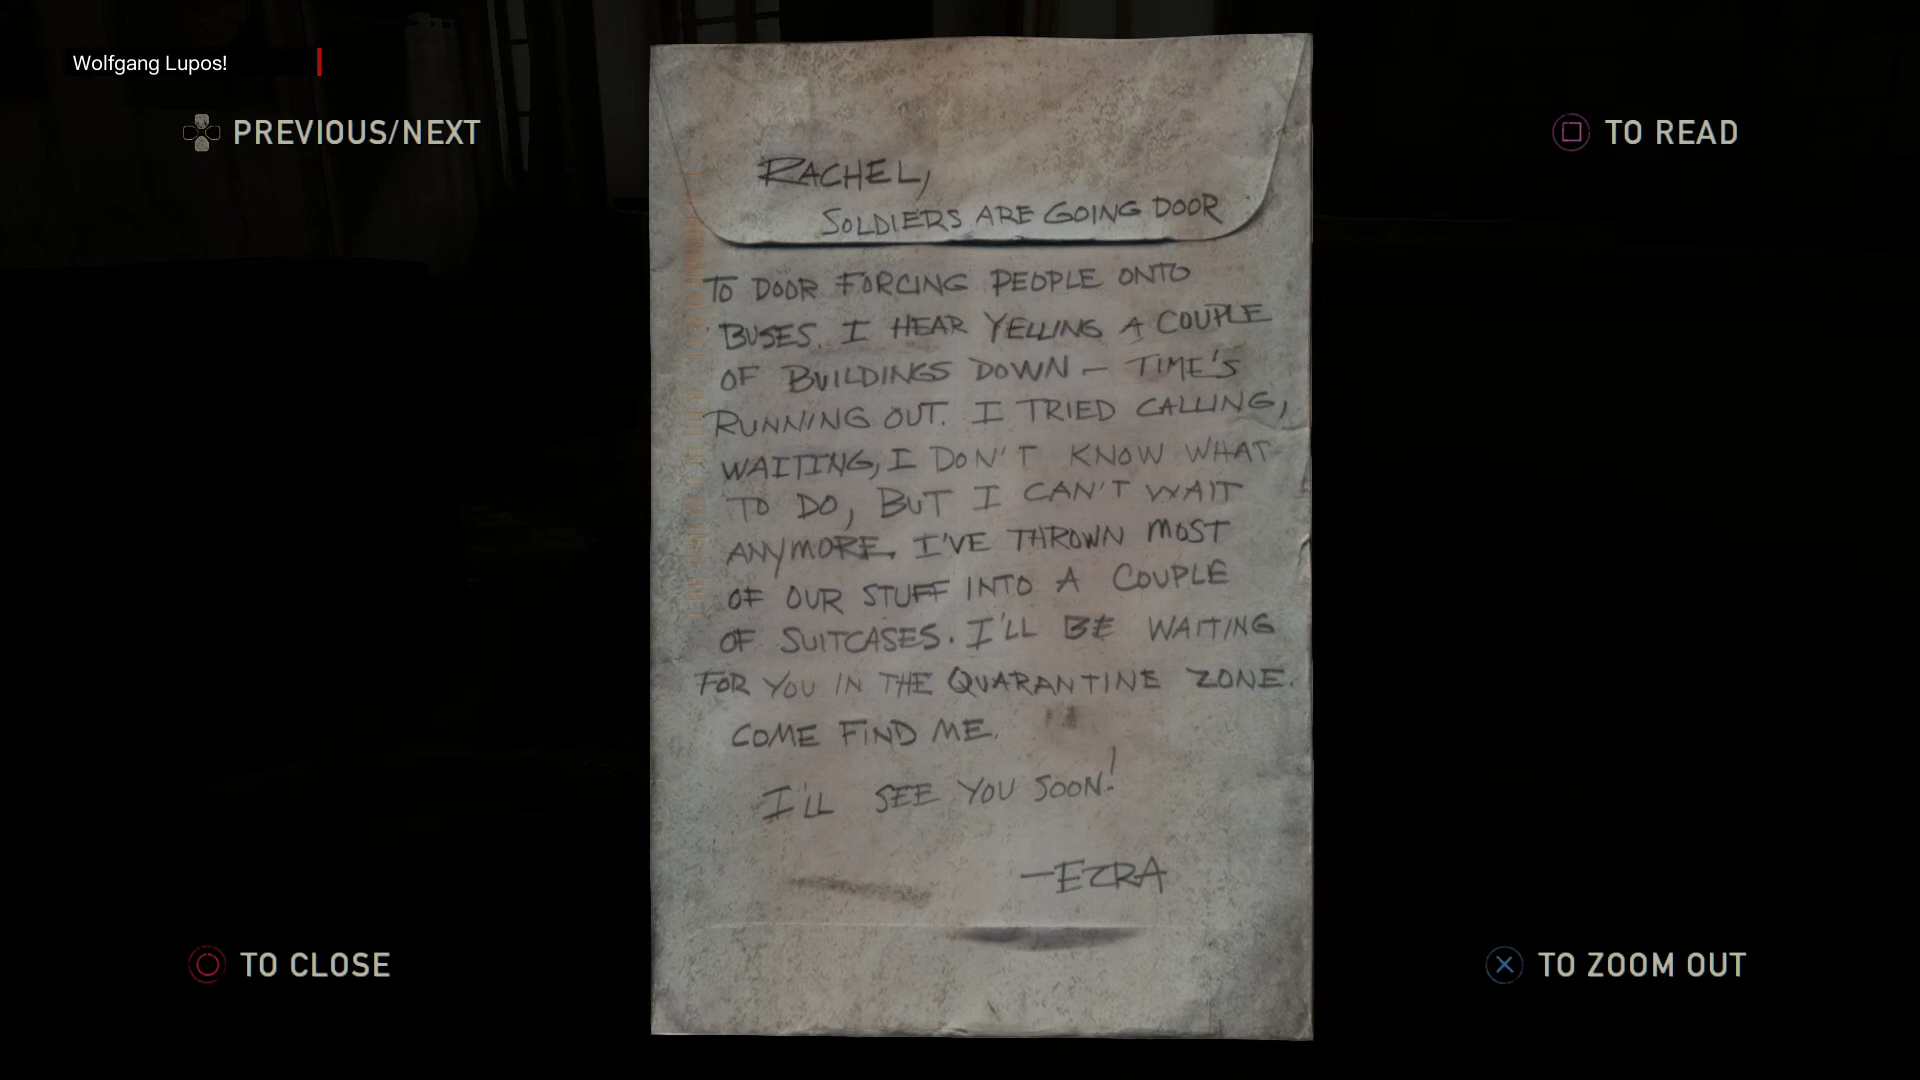 Wolfgang Lupos!
PREVIOUS/NEXT
TO READ
RACHEL,
SOLDIERS ARE GOING DOOR
TO DOOR FORCING PEOPLE ONTO
BUSES. I HEAR YELLING A COUPLE
OF BUILDINGS DOWN – TIME'S
RUNNING OUT. I TRIED CALLING,
WAITING, I DON'T KNOW WHAT
TO DO, BUT I CAN'T WAIT
ANYMORE. I'VE THROWN MOST
OF OUR STUFF INTO A COUPLE
OF SUITCASES. I'LL BE WAITING
FOR YOU IN THE QUARANTINE ZONE.
COME FIND ME.
I'LL SEE YOU SOON!
–EZRA
TO CLOSE
TO ZOOM OUT